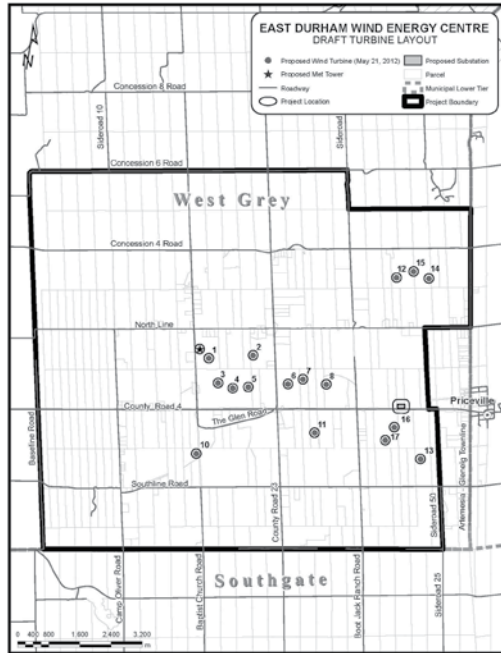 EAST DURHAM WIND ENERGY CENTRE
DRAFT TURBINE LAYOUT
Proposed Wind Turbine (May 21, 2012)
Proposed Substation
Proposed Met Tower
Parcel
Roadway
Municipal Lower Tier
Project Location
Project Boundary
N
Concession 8 Road
Sideroad 10
Sideroad
Concession 6 Road
West Grey
Concession 4 Road
12
15
14
North Line
1
2
3
4
5
6
7
8
County Road 4
The Glen Road
Priceville
16
11
17
10
13
Baseline Road
Southline Road
County Road 23
Sideroad 50
Artemesia - Glenelg Townline
Southgate
Camp Oliver Road
Baptist Church Road
Boot Jack Ranch Road
Sideroad 25
0 400 800 1,600 2,400 3,200
m